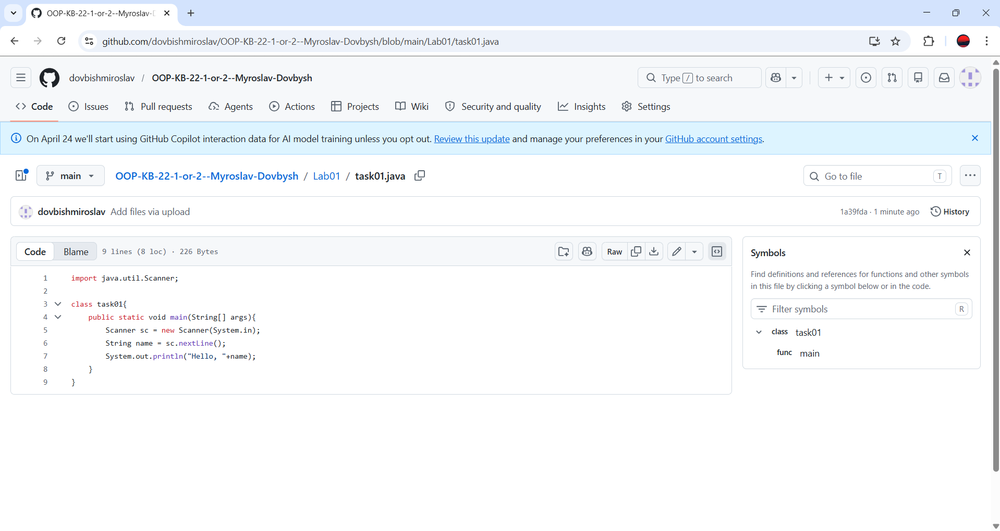 OOP-KB-22-1-or-2--Myroslav-D
github.com/dovbishmiroslav/OOP-KB-22-1-or-2--Myroslav-Dovbysh/blob/main/Lab01/task01.java
dovbishmiroslav / OOP-KB-22-1-or-2--Myroslav-Dovbysh
Type / to search
Code Issues Pull requests Agents Actions Projects Wiki Security and quality Insights Settings
On April 24 we'll start using GitHub Copilot interaction data for AI model training unless you opt out. Review this update and manage your preferences in your GitHub account settings.
main OOP-KB-22-1-or-2--Myroslav-Dovbysh / Lab01 / task01.java
Go to file T
dovbishmiroslav Add files via upload
1a39fda · 1 minute ago History
Code Blame 9 lines (8 loc) · 226 Bytes
Raw
1 import java.util.Scanner;
2
3 class task01{
4 public static void main(String[] args){
5 Scanner sc = new Scanner(System.in);
6 String name = sc.nextLine();
7 System.out.println("Hello, "+name);
8 }
9 }
Symbols
Find definitions and references for functions and other symbols
in this file by clicking a symbol below or in the code.
Filter symbols R
class task01
func main